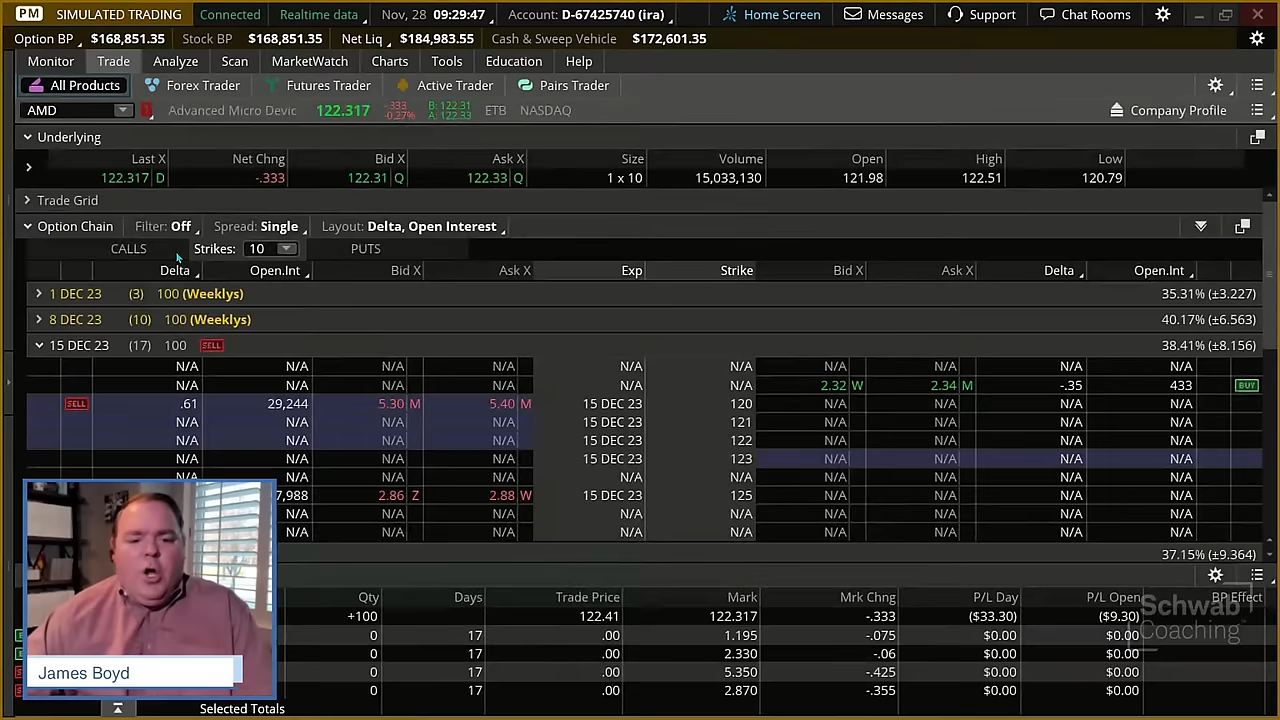 PM SIMULATED TRADING Connected Realtime data Nov, 28 09:29:47 Account: D-67425740 (ira) Home Screen Messages Support Chat Rooms
Option BP $168,851.35 Stock BP $168,851.35 Net Liq $184,983.55 Cash & Sweep Vehicle $172,601.35
Monitor Trade Analyze Scan MarketWatch Charts Tools Education Help
All Products Forex Trader Futures Trader Active Trader Pairs Trader
AMD Advanced Micro Devic 122.317 -.333 -0.27% B: 122.31 A: 122.33 ETB NASDAQ Company Profile
Underlying
Last X Net Chng Bid X Ask X Size Volume Open High Low
122.317 D -.333 122.31 Q 122.33 Q 1 x 10 15,033,130 121.98 122.51 120.79
Trade Grid
Option Chain Filter: Off Spread: Single Layout: Delta, Open Interest
CALLS Strikes: 10 PUTS
Delta Open.Int Bid X Ask X Exp Strike Bid X Ask X Delta Open.Int
1 DEC 23 (3) 100 (Weeklys) 35.31% (±3.227)
8 DEC 23 (10) 100 (Weeklys) 40.17% (±6.563)
15 DEC 23 (17) 100 SELL 38.41% (±8.156)
N/A N/A N/A N/A N/A N/A N/A N/A N/A N/A
N/A N/A N/A N/A N/A N/A 2.32 W 2.34 M -.35 433 BUY
SELL .61 29,244 5.30 M 5.40 M 15 DEC 23 120 N/A N/A N/A N/A
N/A N/A N/A N/A 15 DEC 23 121 N/A N/A N/A N/A
N/A N/A N/A N/A 15 DEC 23 122 N/A N/A N/A N/A
N/A N/A N/A N/A 15 DEC 23 123 N/A N/A N/A N/A
N/A N/A N/A N/A N/A N/A N/A N/A N/A N/A
7,988 2.86 Z 2.88 W 15 DEC 23 125 N/A N/A N/A N/A
N/A N/A N/A N/A N/A N/A N/A N/A N/A
N/A N/A N/A N/A N/A N/A N/A N/A N/A
37.15% (±9.364)
Qty Days Trade Price Mark Mrk Chng P/L Day P/L Open BP Effect
+100 122.41 122.317 -.333 ($33.30) ($9.30)
0 17 .00 1.195 -.075 $0.00 $0.00
0 17 .00 2.330 -.06 $0.00 $0.00
0 17 .00 5.350 -.425 $0.00 $0.00
0 17 .00 2.870 -.355 $0.00 $0.00
Selected Totals
Schwab
Coaching
James Boyd